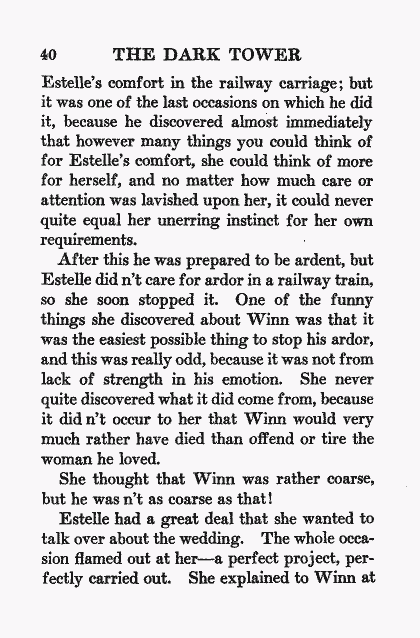 40 THE DARK TOWER
Estelle's comfort in the railway carriage; but
it was one of the last occasions on which he did
it, because he discovered almost immediately
that however many things you could think of
for Estelle's comfort, she could think of more
for herself, and no matter how much care or
attention was lavished upon her, it could never
quite equal her unerring instinct for her own
requirements.
After this he was prepared to be ardent, but
Estelle did n't care for ardor in a railway train,
so she soon stopped it. One of the funny
things she discovered about Winn was that it
was the easiest possible thing to stop his ardor,
and this was really odd, because it was not from
lack of strength in his emotion. She never
quite discovered what it did come from, because
it did n't occur to her that Winn would very
much rather have died than offend or tire the
woman he loved.
She thought that Winn was rather coarse,
but he was n't as coarse as that!
Estelle had a great deal that she wanted to
talk over about the wedding. The whole occa-
sion flamed out at her—a perfect project, per-
fectly carried out. She explained to Winn at